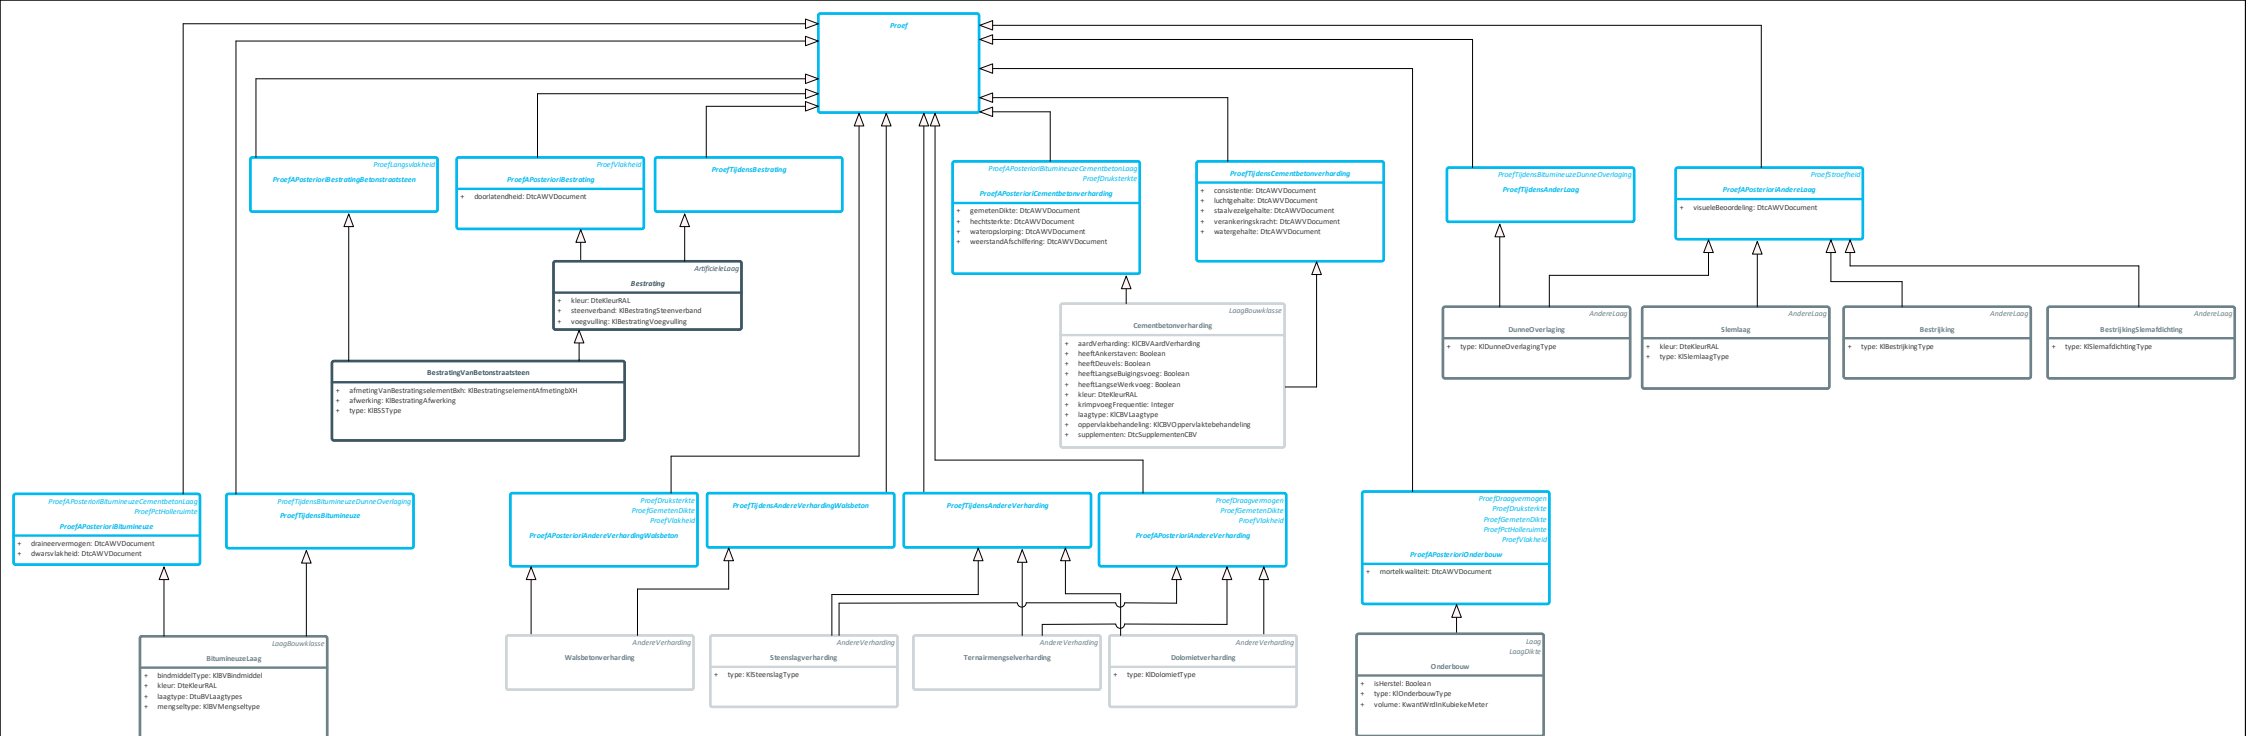 Proef
ProefLangsvlakheid
ProefAPosterioriBestratingBetonstraatsteen
ProefVlakheid
ProefAPosterioriBestrating
+ doorlatendheid: DtcAWVDocument
ProefTijdensBestrating
ProefAPosterioriBitumineuzeCementbetonLaag
ProefDruksterkte
ProefAPosterioriCementbetonverharding
+ gemetenDikte: DtcAWVDocument
+ hechtsterkte: DtcAWVDocument
+ wateropslorping: DtcAWVDocument
+ weerstandAfschilfering: DtcAWVDocument
ProefTijdensCementbetonverharding
+ consistentie: DtcAWVDocument
+ luchtgehalte: DtcAWVDocument
+ staalvezelgehalte: DtcAWVDocument
+ verankeringskracht: DtcAWVDocument
+ watergehalte: DtcAWVDocument
ProefTijdensBitumineuzeDunneOverlaging
ProefTijdensAnderLaag
ProefStroefheid
ProefAPosterioriAndereLaag
+ visueleBeoordeling: DtcAWVDocument
ArtificieleLaag
Bestrating
+ kleur: DteKleurRAL
+ steenverband: KlBestratingSteenverband
+ voegvulling: KlBestratingVoegvulling
BestratingVanBetonstraatsteen
+ afmetingVanBestratingselementBxh: KlBestratingselementAfmetingbXH
+ afwerking: KlBestratingAfwerking
+ type: KlBSSType
LaagBouwklasse
Cementbetonverharding
+ aardVerharding: KlCBVAardVerharding
+ heeftAnkerstaven: Boolean
+ heeftDeuvels: Boolean
+ heeftLangseBuigingsvoeg: Boolean
+ heeftLangseWerkvoeg: Boolean
+ kleur: DteKleurRAL
+ krimpvoegFrequentie: Integer
+ laagtype: KlCBVLaagtype
+ oppervlakbehandeling: KlCBVOppervlaktebehandeling
+ supplementen: DtcSupplementenCBV
AndereLaag
DunneOverlaging
+ type: KlDunneOverlagingType
AndereLaag
Slemlaag
+ kleur: DteKleurRAL
+ type: KlSlemlaagType
AndereLaag
Bestrijking
+ type: KlBestrijkingType
AndereLaag
BestrijkingSlemafdichting
+ type: KlSlemafdichtingType
ProefAPosterioriBitumineuzeCementbetonLaag
ProefPctHolleruimte
ProefAPosterioriBitumineuze
+ draineervermogen: DtcAWVDocument
+ dwarsvlakheid: DtcAWVDocument
ProefTijdensBitumineuzeDunneOverlaging
ProefTijdensBitumineuze
ProefDruksterkte
ProefGemetenDikte
ProefVlakheid
ProefAPosterioriAndereVerhardingWalsbeton
ProefTijdensAndereVerhardingWalsbeton
ProefTijdensAndereVerharding
ProefDraagvermogen
ProefGemetenDikte
ProefVlakheid
ProefAPosterioriAndereVerharding
ProefDraagvermogen
ProefDruksterkte
ProefGemetenDikte
ProefPctHolleruimte
ProefVlakheid
ProefAPosterioriOnderbouw
+ mortelkwaliteit: DtcAWVDocument
LaagBouwklasse
BitumineuzeLaag
+ bindmiddelType: KlBVBindmiddel
+ kleur: DteKleurRAL
+ laagtype: DtuBVLaagtypes
+ mengseltype: KlBVMengseltype
AndereVerharding
Walsbetonverharding
AndereVerharding
Steenslagverharding
+ type: KlSteenslagType
AndereVerharding
Ternairmengselverharding
AndereVerharding
Dolomietverharding
+ type: KlDolomietType
Laag
LaagDikte
Onderbouw
+ isHerstel: Boolean
+ type: KlOnderbouwType
+ volume: KwantWrdInKubiekeMeter